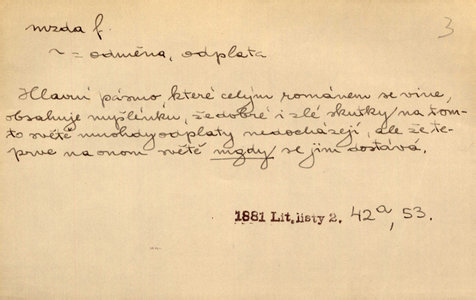 mzda f.
3
~ = odměna, odplata
Hlavní pásmo, které celým románem se vine,
obsahuje myšlénku, že dobré i zlé skutky na tom-
to světě mnohdy odplaty nedocházejí, ale že te-
prve na onom světě mzdy se jim dostává.
1881 Lit. listy 2. 42a, 53.